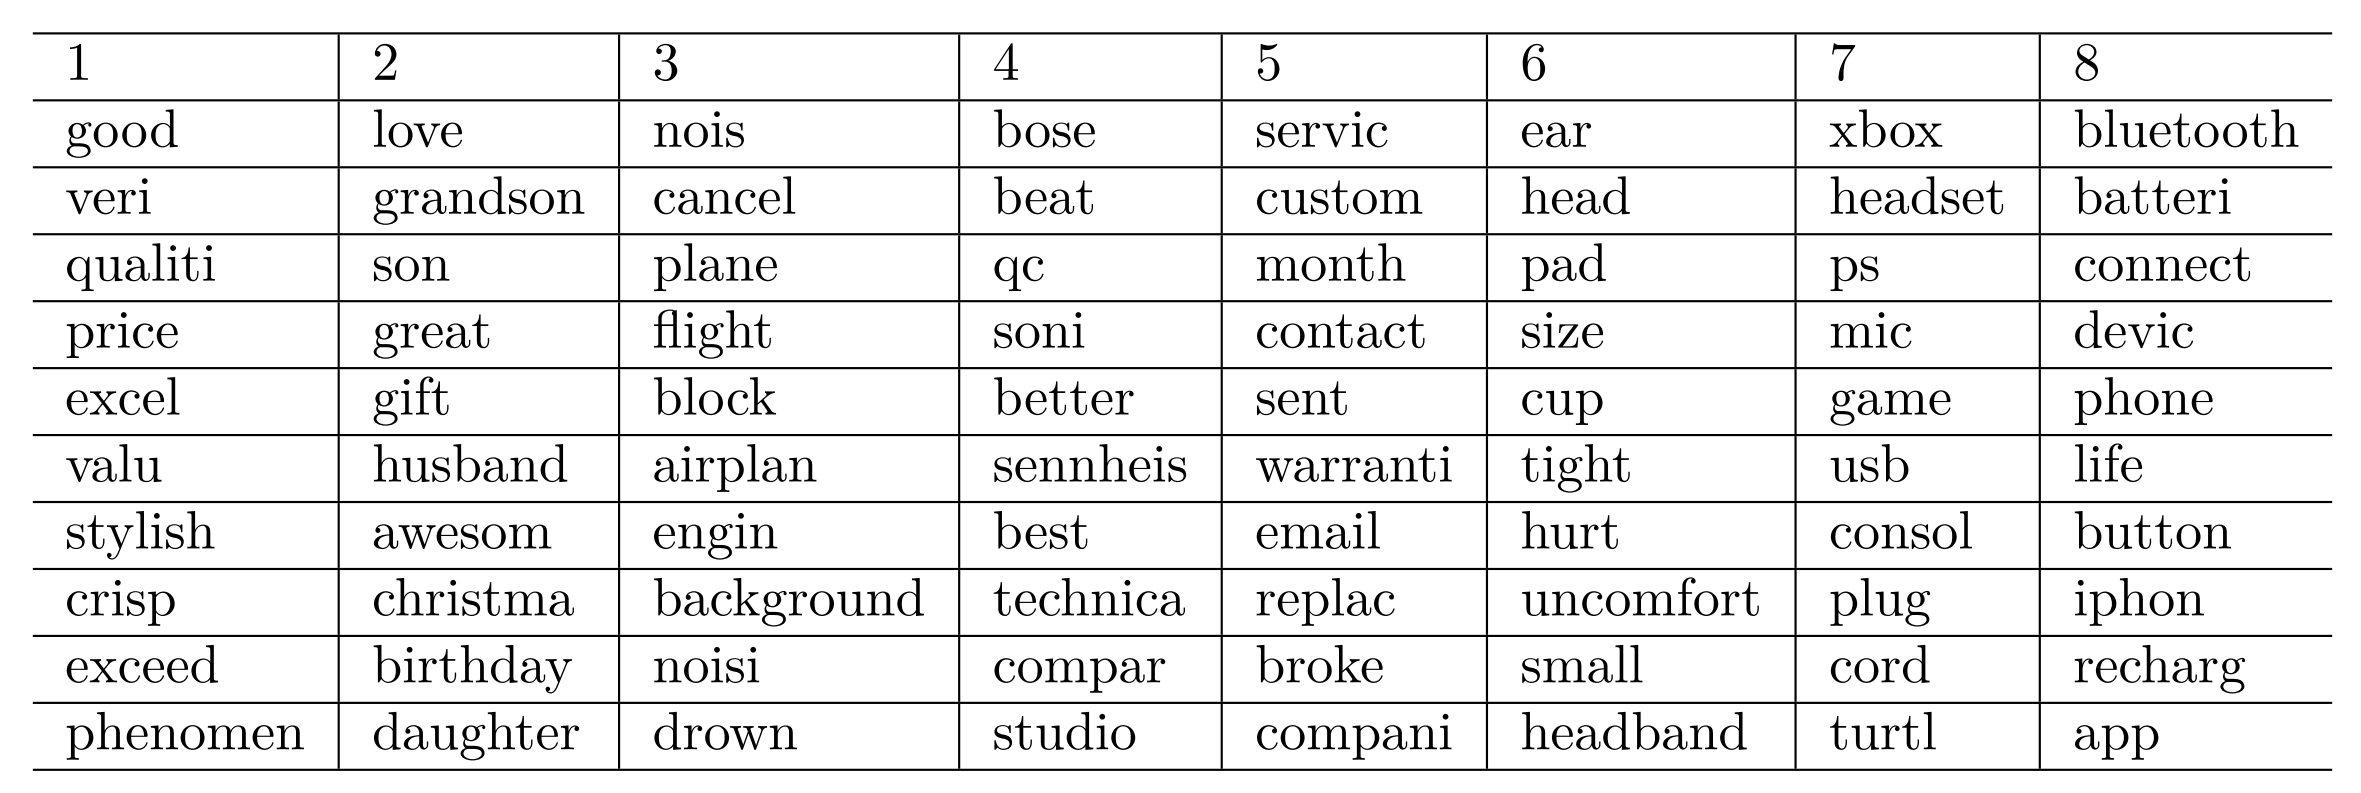 1 2 3 4 5 6 7 8
good love nois bose servic ear xbox bluetooth
veri grandson cancel beat custom head headset batteri
qualiti son plane qc month pad ps connect
price great flight soni contact size mic devic
excel gift block better sent cup game phone
valu husband airplan sennheis warranti tight usb life
stylish awesom engin best email hurt consol button
crisp christma background technica replac uncomfort plug iphon
exceed birthday noisi compar broke small cord recharg
phenomen daughter drown studio compani headband turtl app